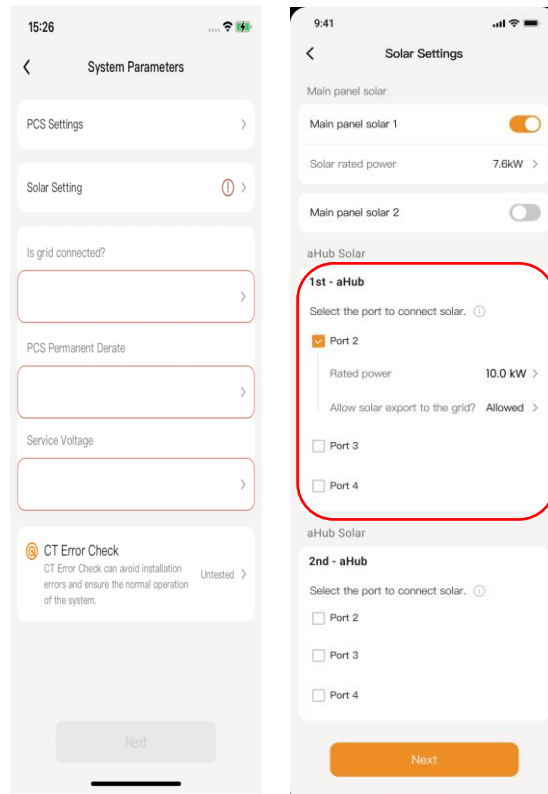 15:26
System Parameters
PCS Settings
Solar Setting
Is grid connected?
PCS Permanent Derate
Service Voltage
CT Error Check
CT Error Check can avoid installation
errors and ensure the normal operation
of the system.
Untested
Next
9:41
Solar Settings
Main panel solar
Main panel solar 1
Solar rated power 7.6kW
Main panel solar 2
aHub Solar
1st - aHub
Select the port to connect solar.
Port 2
Rated power 10.0 kW
Allow solar export to the grid? Allowed
Port 3
Port 4
aHub Solar
2nd - aHub
Select the port to connect solar.
Port 2
Port 3
Port 4
Next